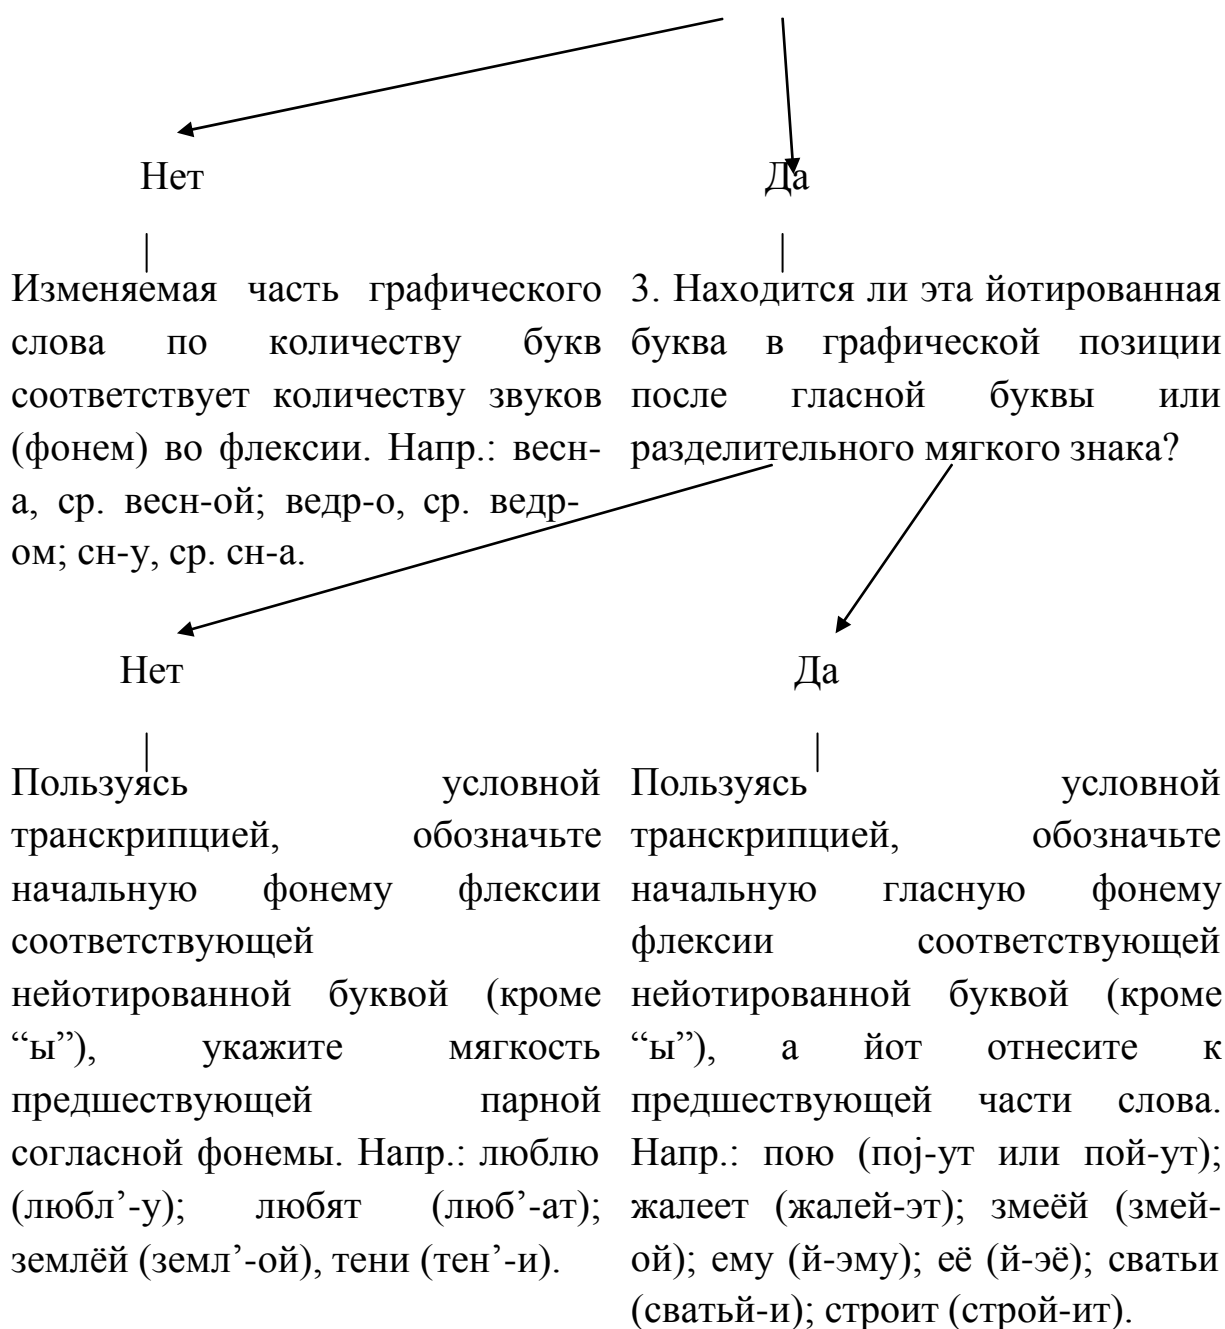 Нет
Да
Изменяемая часть графического
слова по количеству букв
соответствует количеству звуков
(фонем) во флексии. Напр.: весн-
а, ср. весн-ой; ведр-о, ср. ведр-
ом; сн-у, ср. сн-а.
3. Находится ли эта йотированная
буква в графической позиции
после гласной буквы или
разделительного мягкого знака?
Нет
Да
Пользуясь условной
транскрипцией, обозначьте
начальную фонему флексии
соответствующей
нейотированной буквой (кроме
“ы”), укажите мягкость
предшествующей парной
согласной фонемы. Напр.: люблю
(любл’-у); любят (люб’-ат);
землёй (земл’-ой), тени (тен’-и).
Пользуясь условной
транскрипцией, обозначьте
начальную гласную фонему
флексии соответствующей
нейотированной буквой (кроме
“ы”), а йот отнесите к
предшествующей части слова.
Напр.: пою (поj-ут или пой-ут);
жалеет (жалей-эт); змеёй (змей-
ой); ему (й-эму); её (й-эё); сватьи
(сватьй-и); строит (строй-ит).